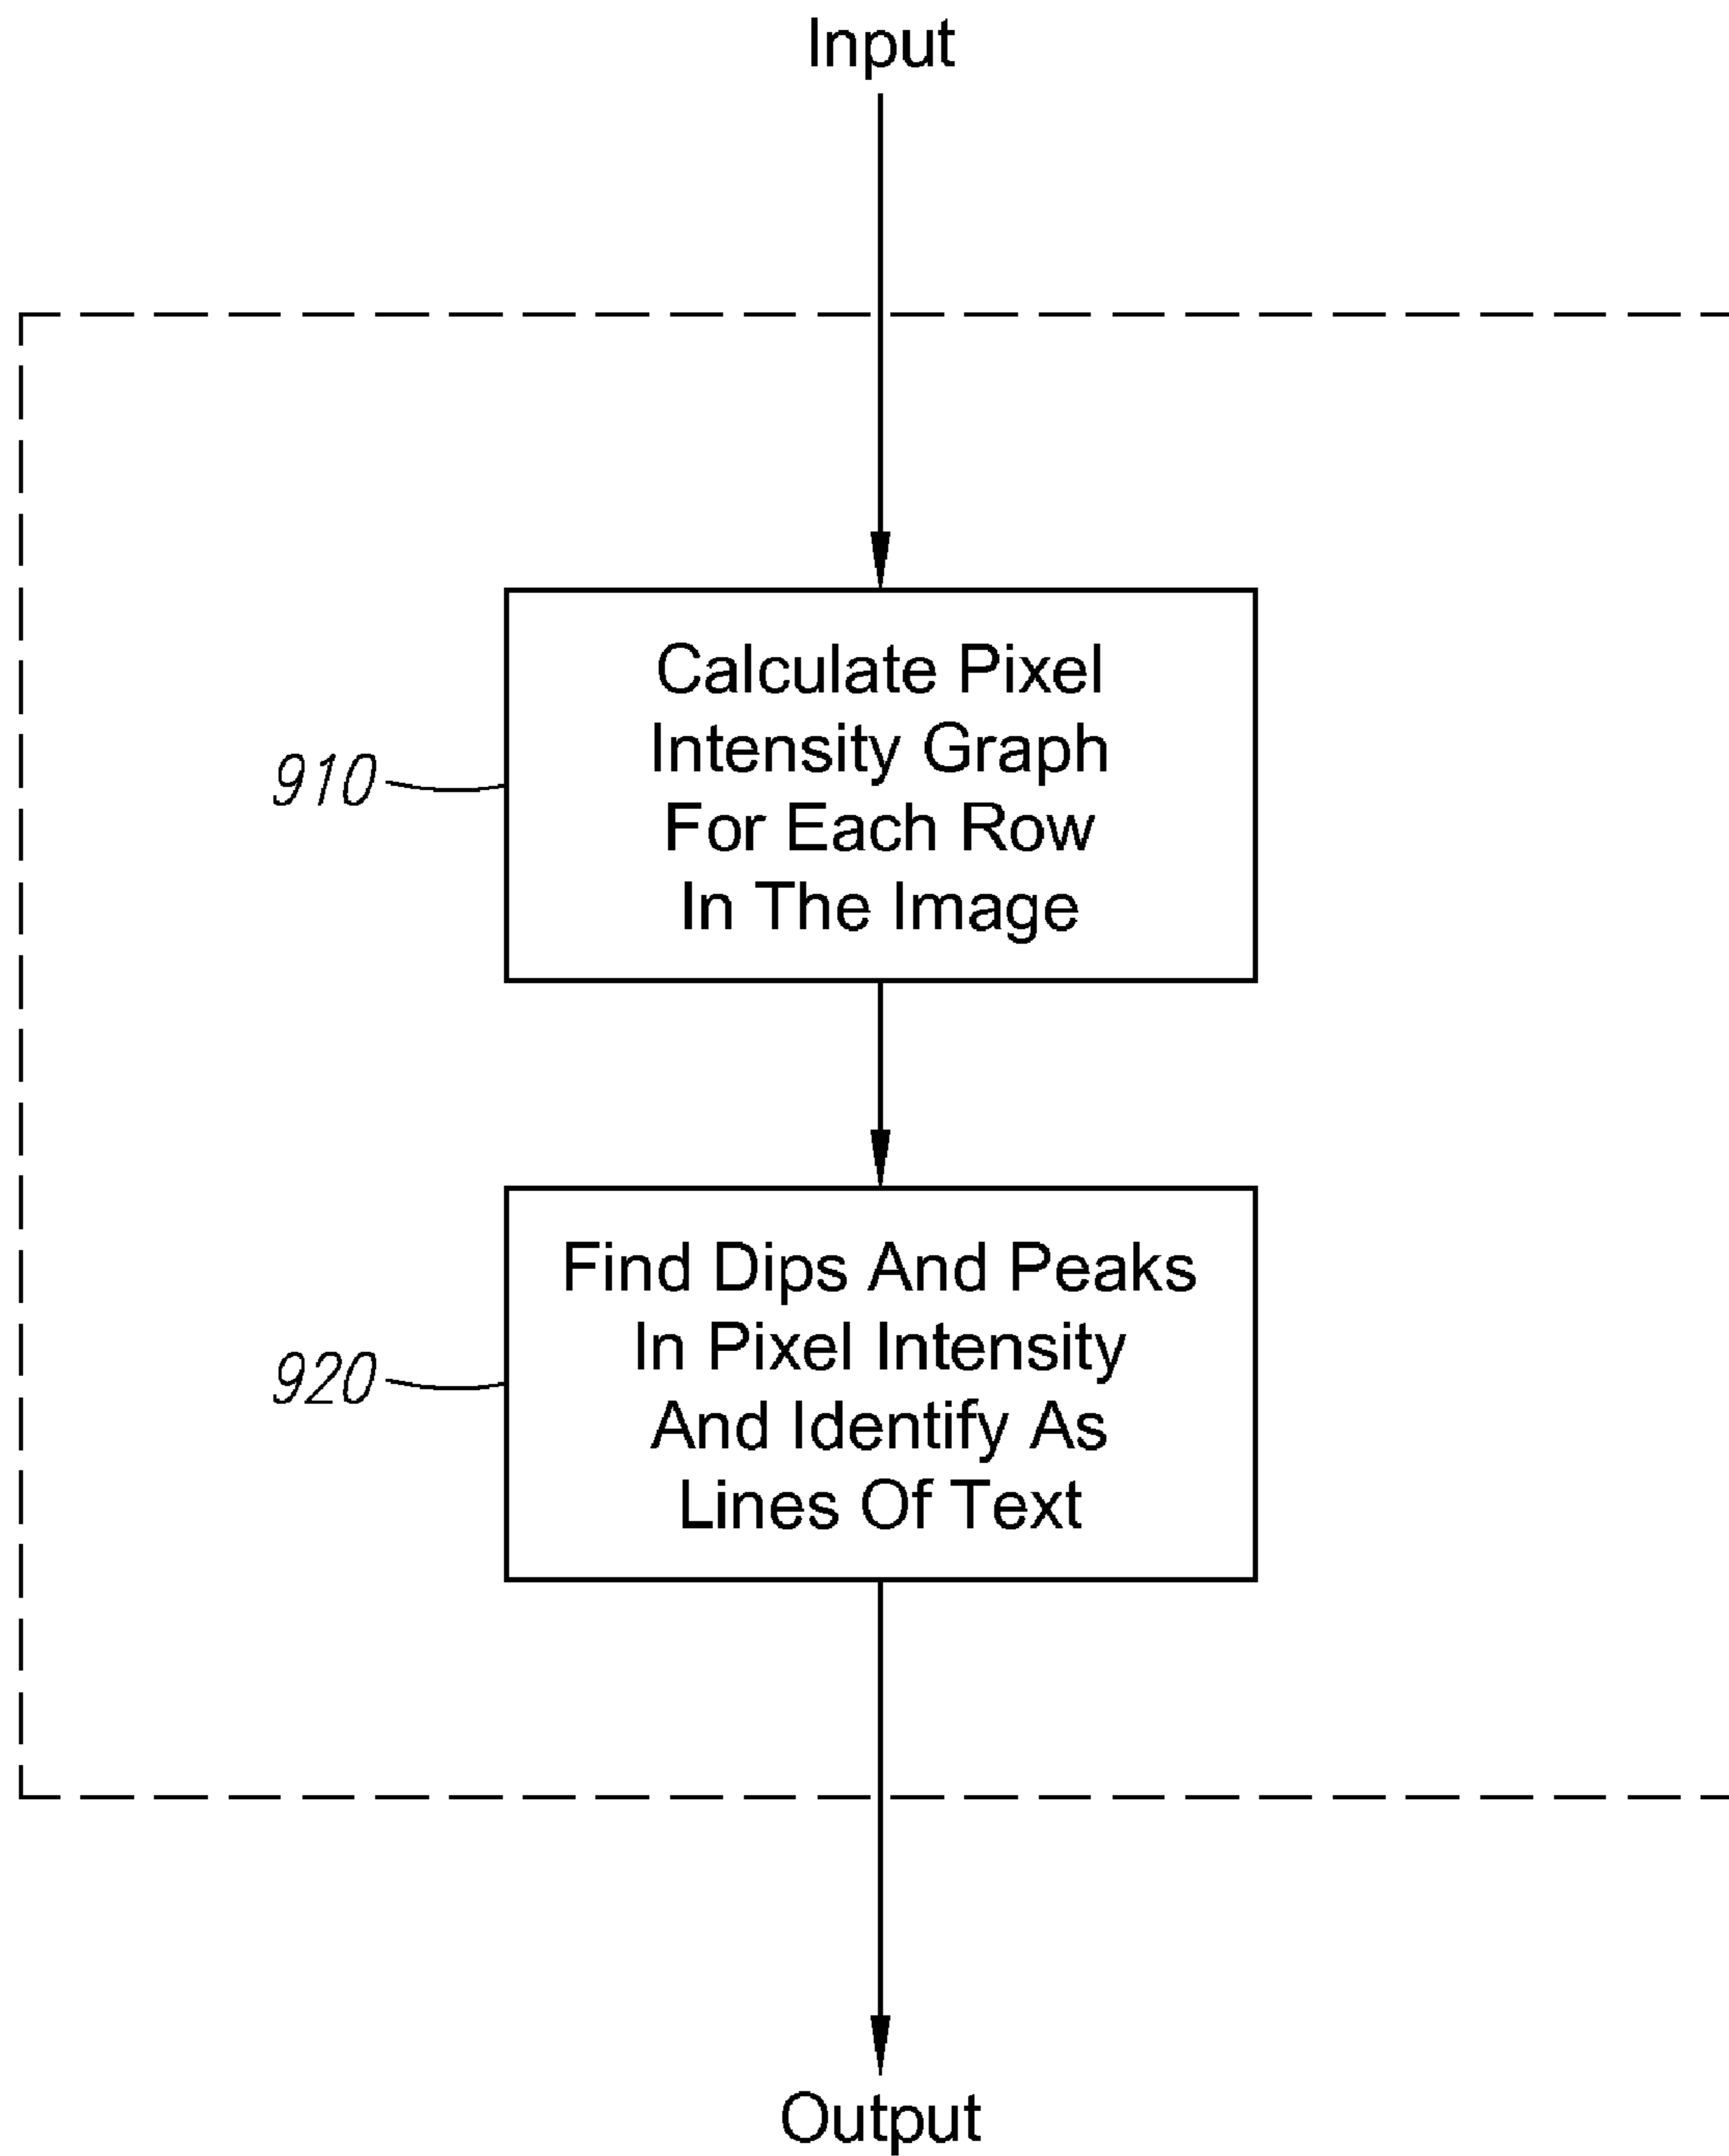 Input
910
Calculate Pixel
Intensity Graph
For Each Row
In The Image
920
Find Dips And Peaks
In Pixel Intensity
And Identify As
Lines Of Text
Output